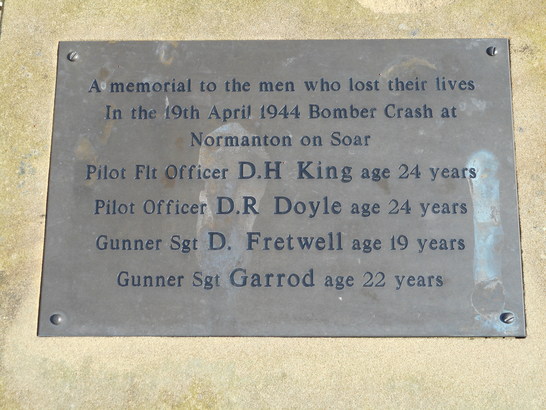 A memorial to the men who lost their lives
In the 19th April 1944 Bomber Crash at
Normanton on Soar
Pilot Flt Officer D.H King age 24 years
Pilot Officer D.R Doyle age 24 years
Gunner Sgt D. Fretwell age 19 years
Gunner Sgt Garrod age 22 years